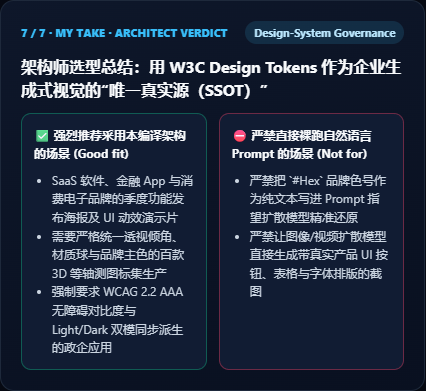 7 / 7 · MY TAKE · ARCHITECT VERDICT
Design-System Governance
架构师选型总结：用 W3C Design Tokens 作为企业生
成式视觉的“唯一真实源（SSOT）”
✅ 强烈推荐采用本编译架构
的场景 (Good fit)
• SaaS 软件、金融 App 与消
费电子品牌的季度功能发
布海报及 UI 动效演示片
• 需要严格统一透视倾角、
材质球与品牌主色的百款
3D 等轴测图标集生产
• 强制要求 WCAG 2.2 AAA
无障碍对比度与
Light/Dark 双模同步派生
的政企应用
⛔ 严禁直接裸跑自然语言
Prompt 的场景 (Not for)
• 严禁把 `#Hex` 品牌色号作
为纯文本写进 Prompt 指
望扩散模型精准还原
• 严禁让图像/视频扩散模型
直接生成带真实产品 UI 按
钮、表格与字体排版的截
图